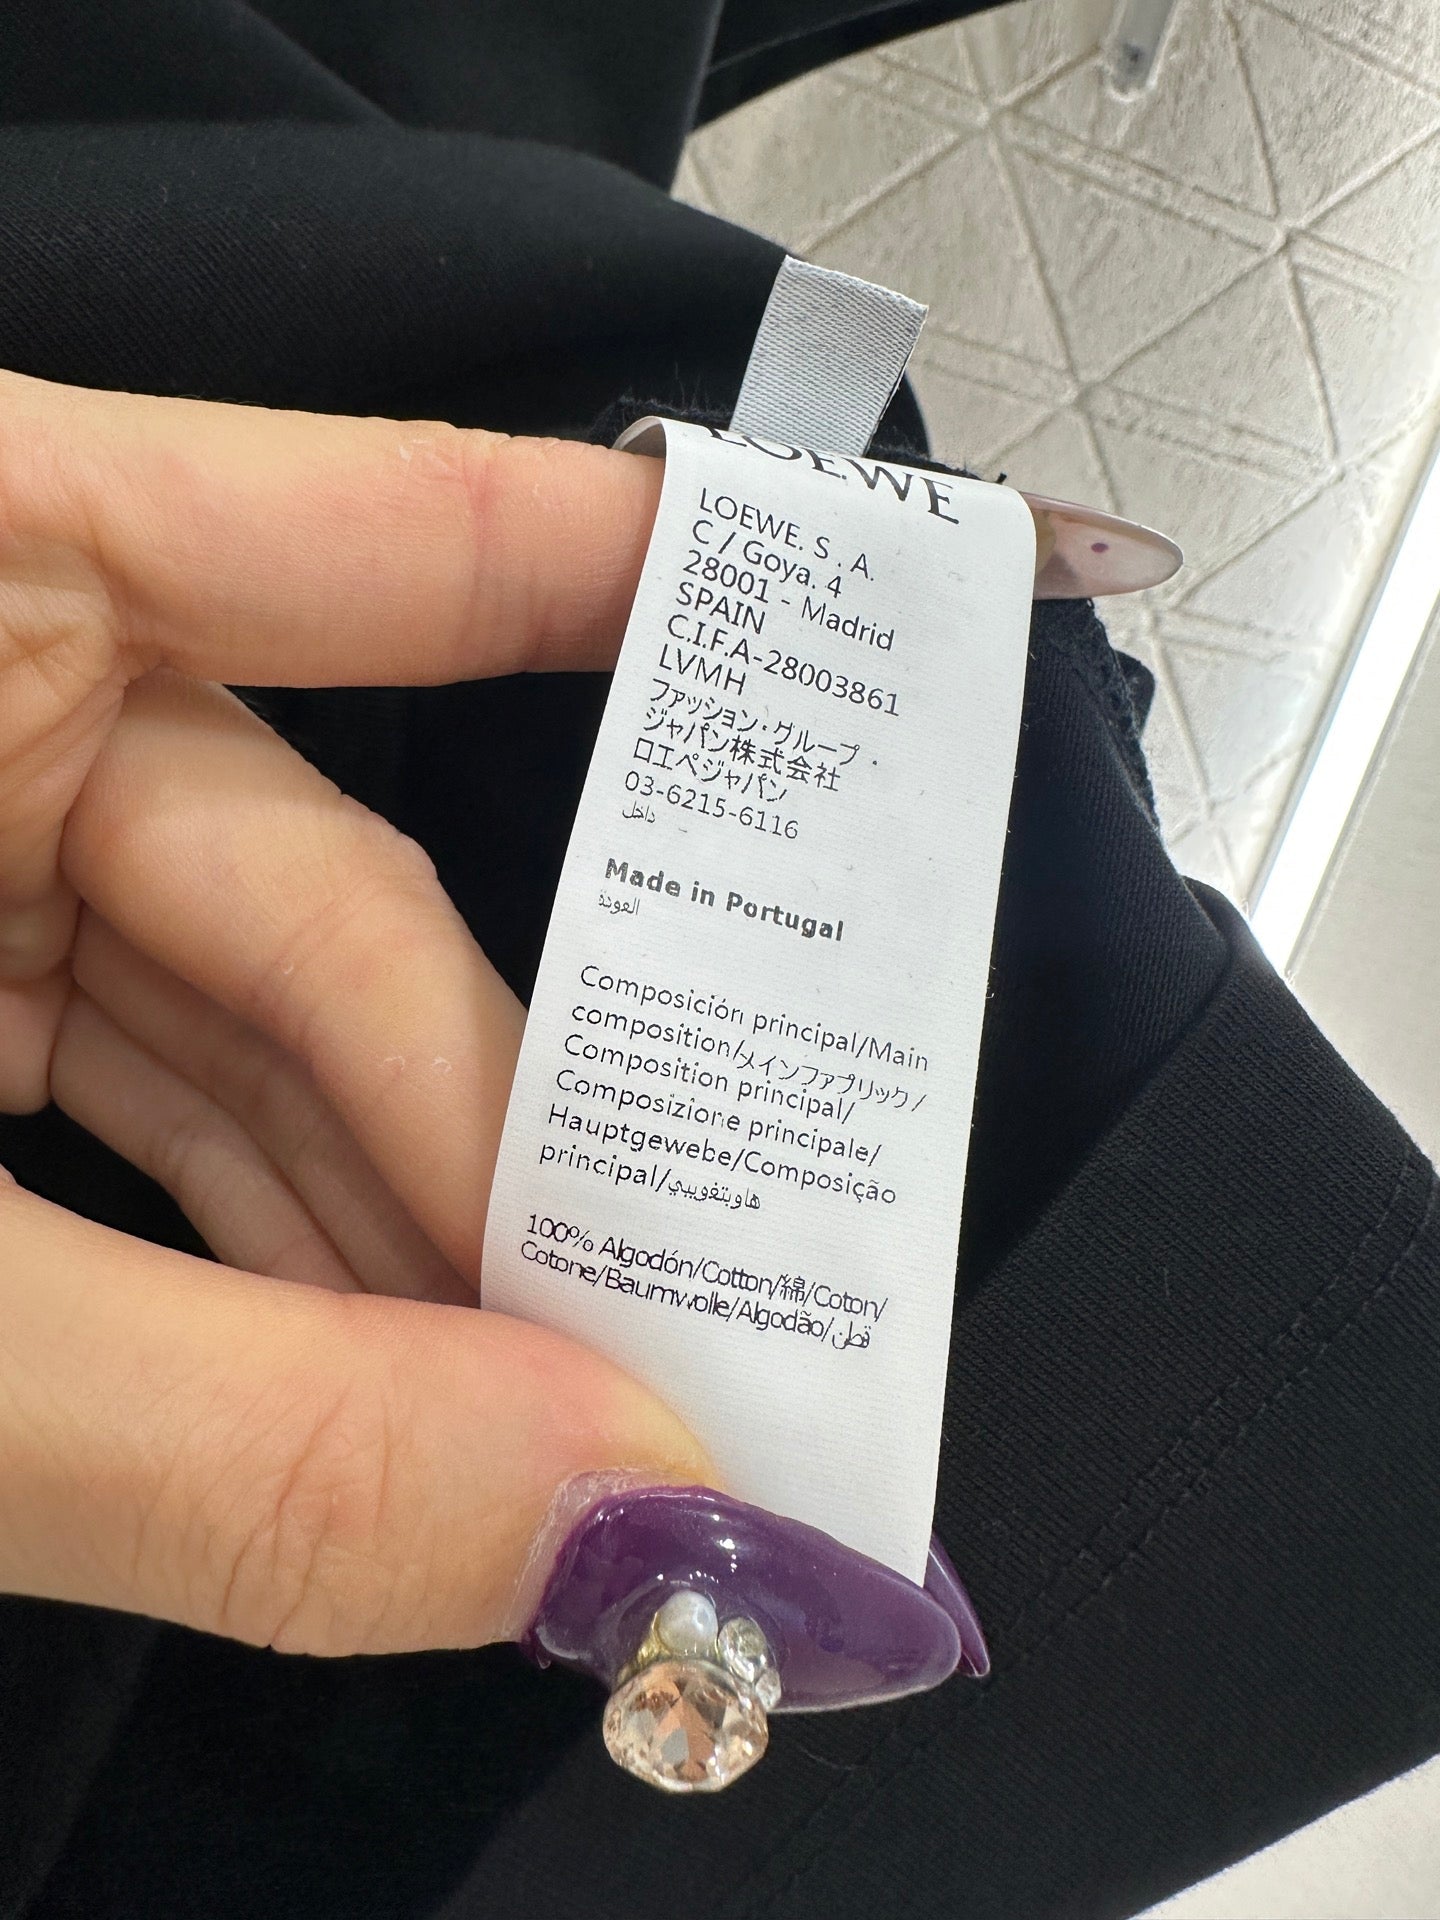 LOEWE
LOEWE. S . A.
C / Goya. 4
28001 - Madrid
SPAIN
C.I.F.A-28003861
LVMH
ファッション・グループ・
ジャパン株式会社
ロエベジャパン
03-6215-6116
داخل
Made in Portugal
العودة
Composición principal/Main
composition/メインファブリック/
Composition principal/
Composizione principale/
Hauptgewebe/Composição
principal/هاوبتغويبي
100% Algodón/Cotton/綿/Coton/
Cotone/Baumwolle/Algodão/قطن